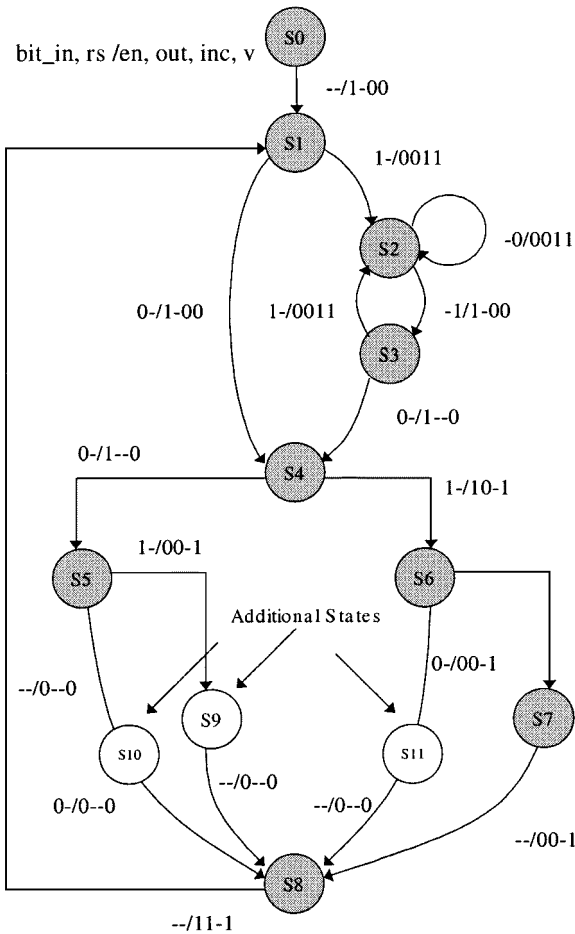 S0
bit_in, rs /en, out, inc, v
--/1-00
S1
1-/0011
S2
-0/0011
0-/1-00
1-/0011
-1/1-00
S3
0-/1--0
0-/1--0
S4
1-/10-1
1-/00-1
S5
S6
Additional States
0-/00-1
--/0--0
S9
S7
S10
S11
--/0--0
0-/0--0
--/0--0
--/00-1
S8
--/11-1